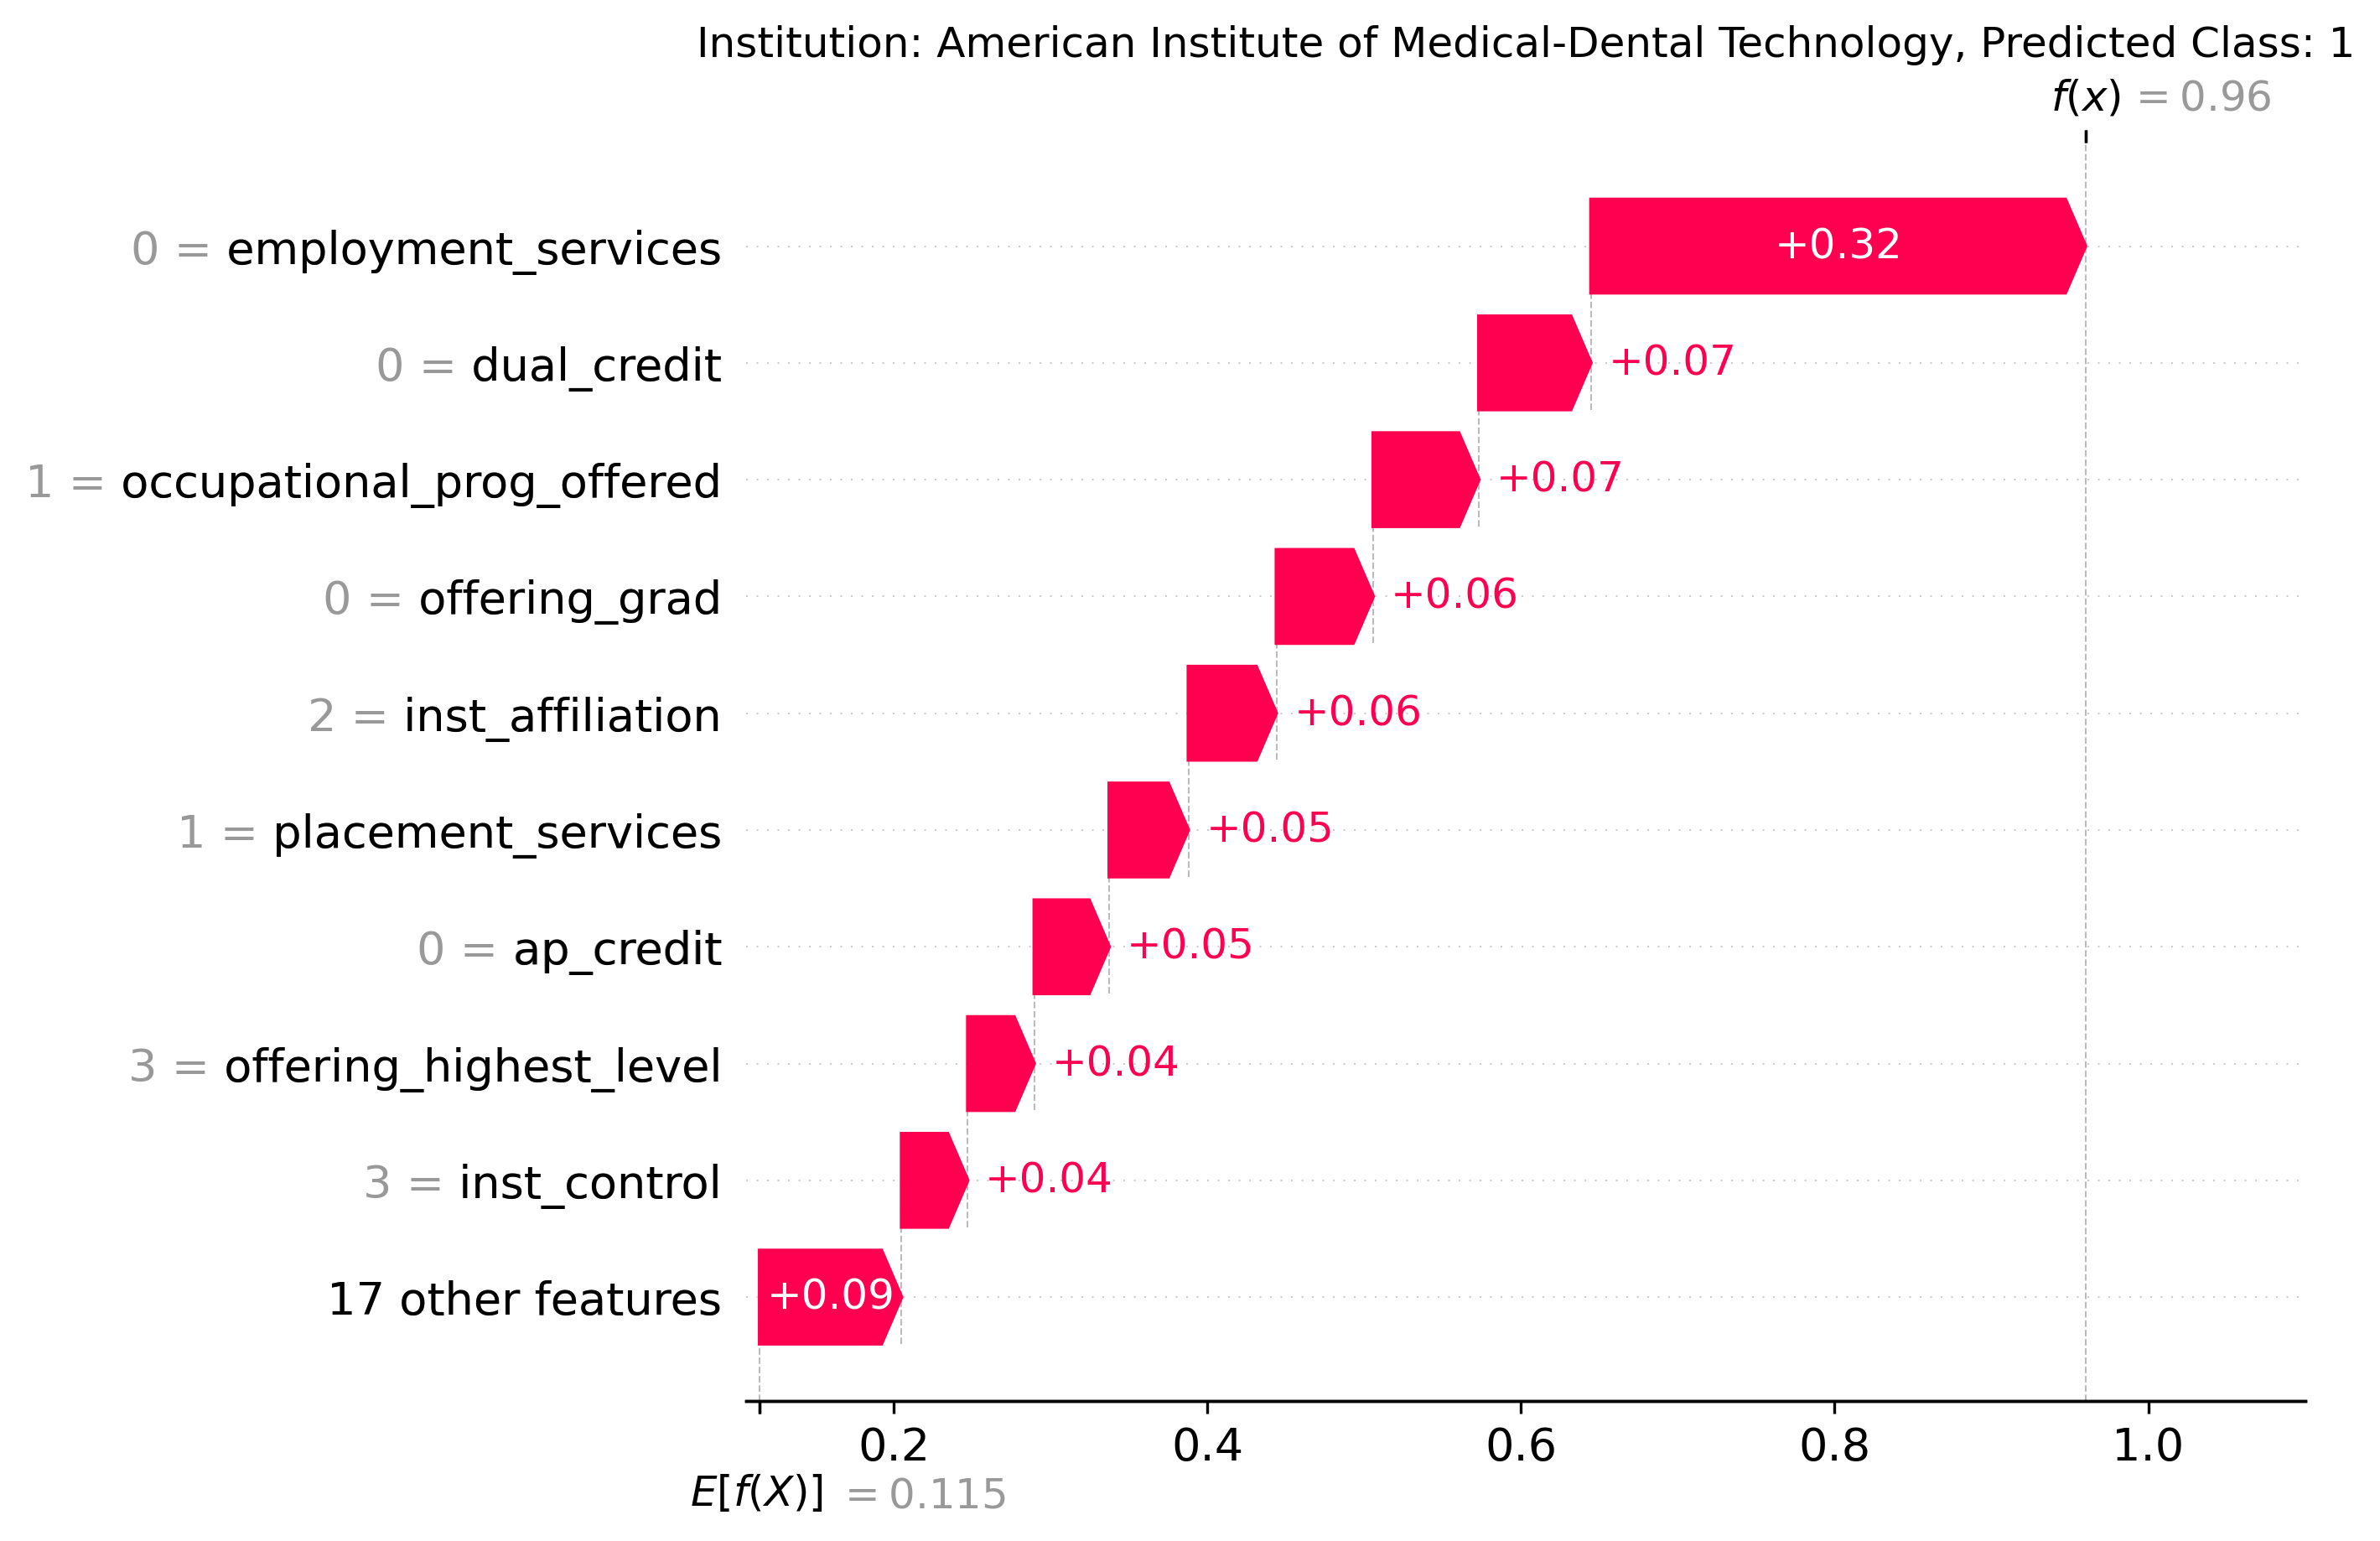 Institution: American Institute of Medical-Dental Technology, Predicted Class: 1
f(x) = 0.96
0 = employment_services +0.32
0 = dual_credit +0.07
1 = occupational_prog_offered +0.07
0 = offering_grad +0.06
2 = inst_affiliation +0.06
1 = placement_services +0.05
0 = ap_credit +0.05
3 = offering_highest_level +0.04
3 = inst_control +0.04
17 other features +0.09
0.2 0.4 0.6 0.8 1.0
E[f(X)] = 0.115